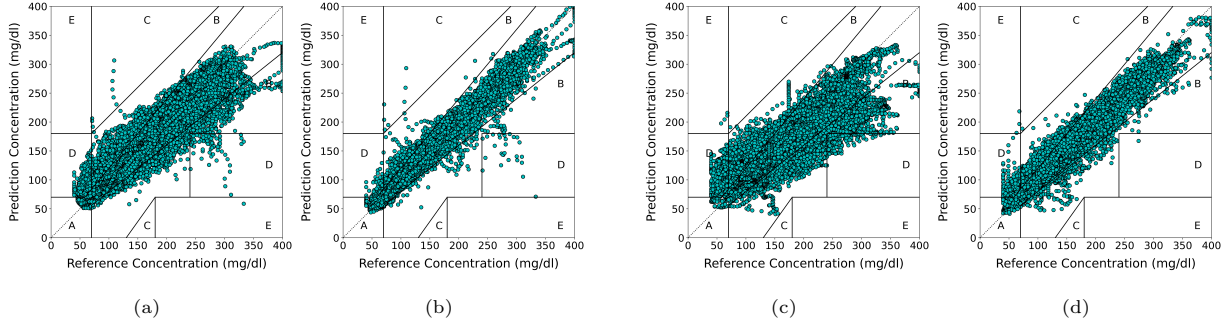 400
350
300
250
200
150
100
50
0
Prediction Concentration (mg/dl)
E
C
B
B
D
D
A
C
E
0 50 100 150 200 250 300 350 400
Reference Concentration (mg/dl)
(a)
400
350
300
250
200
150
100
50
0
Prediction Concentration (mg/dl)
E
C
B
B
D
D
A
C
E
0 50 100 150 200 250 300 350 400
Reference Concentration (mg/dl)
(b)
400
350
300
250
200
150
100
50
0
Prediction Concentration (mg/dl)
E
C
B
B
D
D
A
C
E
0 50 100 150 200 250 300 350 400
Reference Concentration (mg/dl)
(c)
400
350
300
250
200
150
100
50
0
Prediction Concentration (mg/dl)
E
C
B
B
D
D
A
C
E
0 50 100 150 200 250 300 350 400
Reference Concentration (mg/dl)
(d)